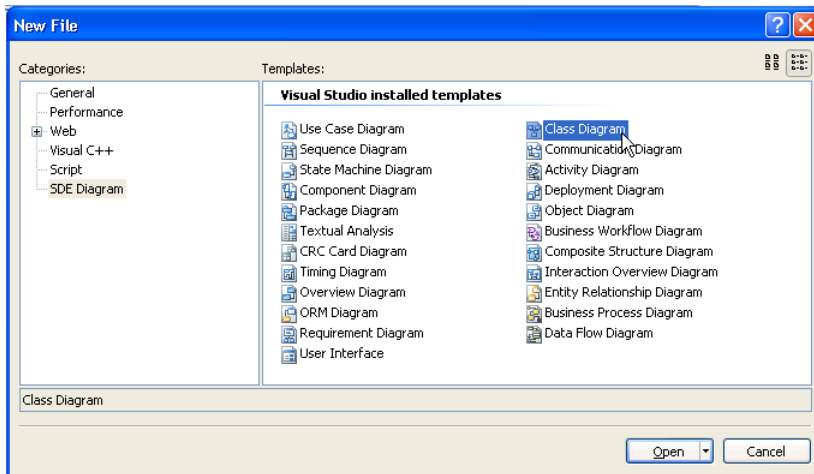 New File
Categories:
Templates:
General
Performance
Web
Visual C++
Script
SDE Diagram
Visual Studio installed templates
Use Case Diagram
Sequence Diagram
State Machine Diagram
Component Diagram
Package Diagram
Textual Analysis
CRC Card Diagram
Timing Diagram
Overview Diagram
ORM Diagram
Requirement Diagram
User Interface
Class Diagram
Communication Diagram
Activity Diagram
Deployment Diagram
Object Diagram
Business Workflow Diagram
Composite Structure Diagram
Interaction Overview Diagram
Entity Relationship Diagram
Business Process Diagram
Data Flow Diagram
Class Diagram
Open
Cancel